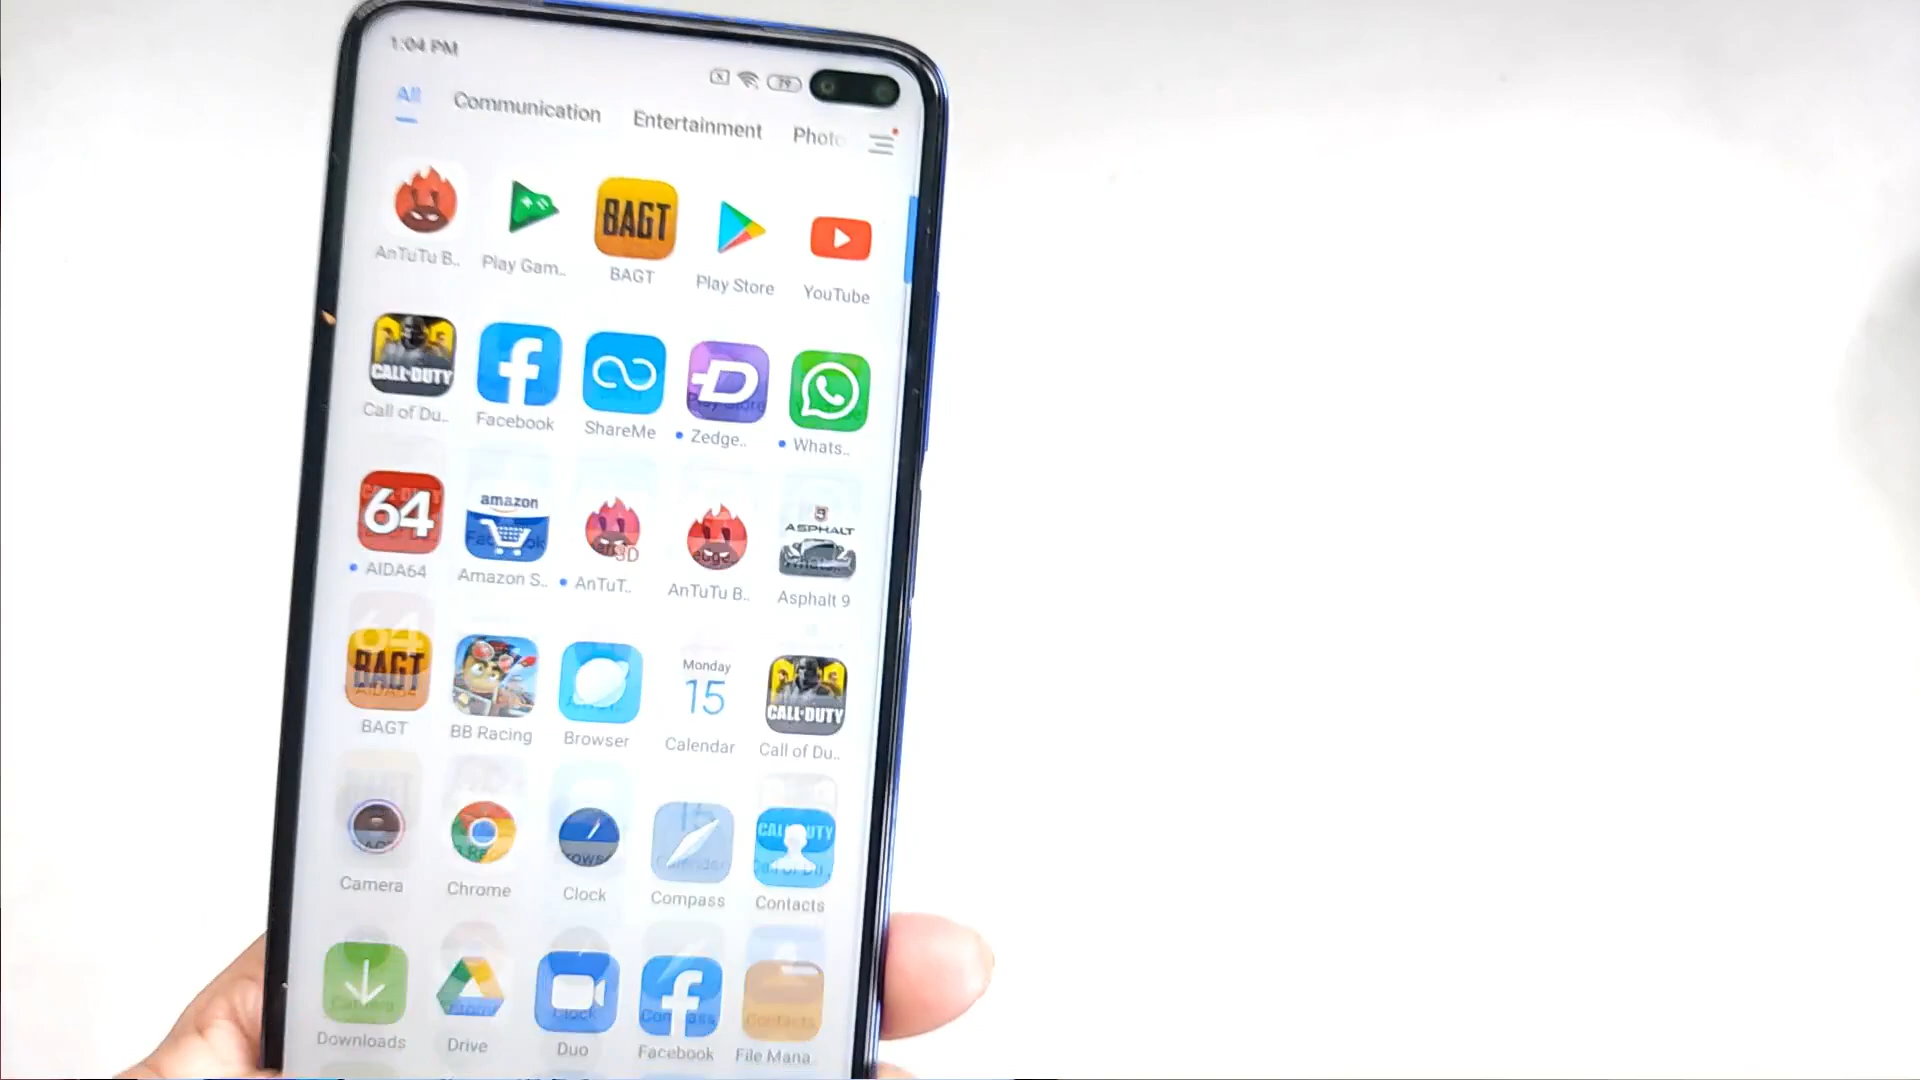 1:04 PM
79
All Communication Entertainment Photo
BAGT
AnTuTu B.. Play Gam.. BAGT Play Store YouTube
CALL·DUTY
Call of Du.. Facebook ShareMe Zedge.. Whats..
64 amazon 3D ASPHALT
AIDA64 Amazon S.. AnTuT.. AnTuTu B.. Asphalt 9
BAGT Monday 15 CALL·DUTY
BAGT BB Racing Browser Calendar Call of Du..
Camera Chrome Clock Compass Contacts
Downloads Drive Duo Facebook File Mana..